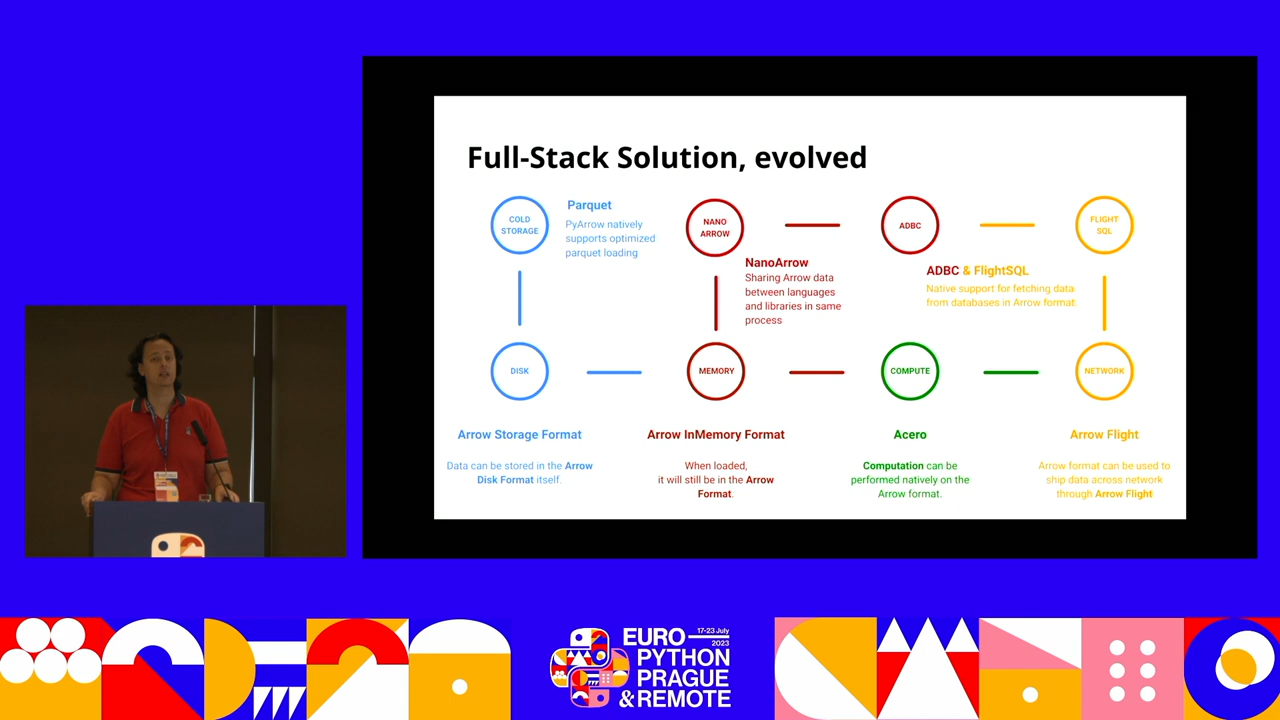 Full-Stack Solution, evolved
COLD
STORAGE
Parquet
PyArrow natively
supports optimized
parquet loading
NANO
ARROW
NanoArrow
Sharing Arrow data
between languages
and libraries in same
process
ADBC
FLIGHT
SQL
ADBC & FlightSQL
Native support for fetching data
from databases in Arrow format.
DISK
MEMORY
COMPUTE
NETWORK
Arrow Storage Format
Data can be stored in the Arrow
Disk Format itself.
Arrow InMemory Format
When loaded,
it will still be in the Arrow
Format.
Acero
Computation can be
performed natively on the
Arrow format.
Arrow Flight
Arrow format can be used to
ship data across network
through Arrow Flight
17-23 July
2023
EURO
PYTHON
PRAGUE
& REMOTE